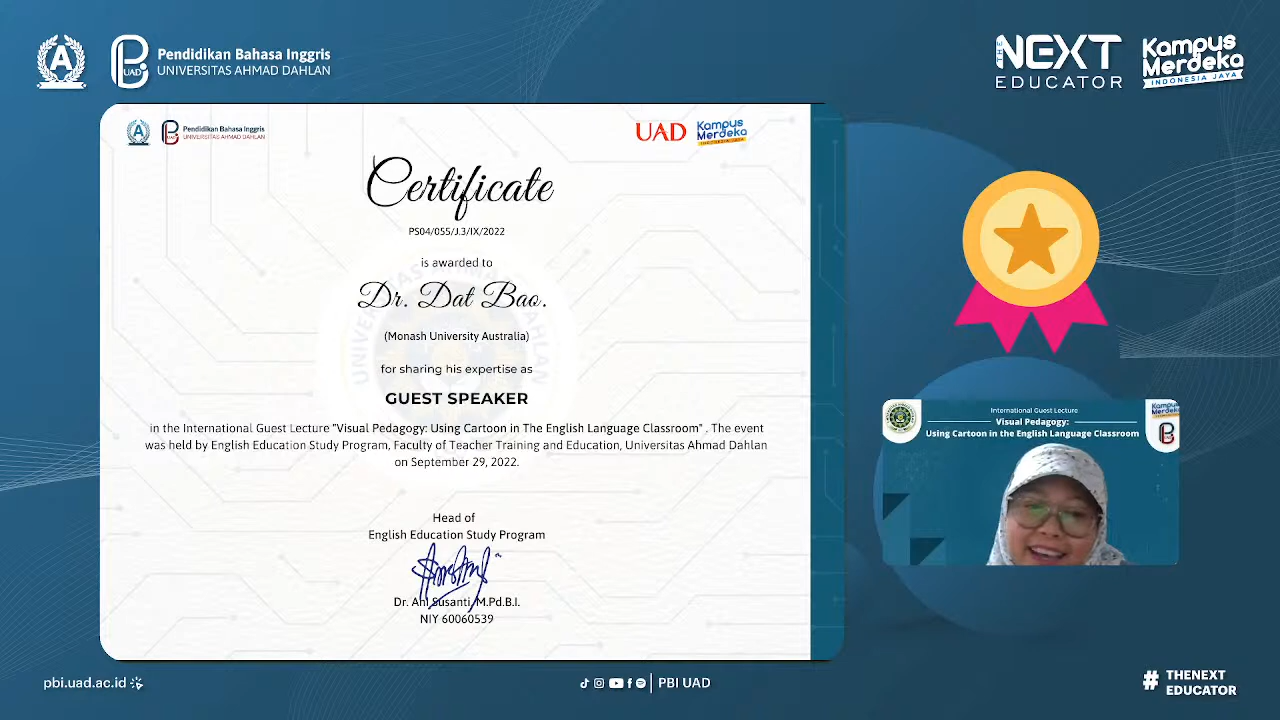 Pendidikan Bahasa Inggris
UNIVERSITAS AHMAD DAHLAN
THE NEXT
EDUCATOR
Kampus
Merdeka
INDONESIA JAYA
Pendidikan Bahasa Inggris
UNIVERSITAS AHMAD DAHLAN
UAD
Kampus
Merdeka
INDONESIA JAYA
Certificate
PS04/055/J.3/IX/2022
is awarded to
Dr. Dat Bao.
(Monash University Australia)
for sharing his expertise as
GUEST SPEAKER
in the International Guest Lecture "Visual Pedagogy: Using Cartoon in The English Language Classroom" . The event
was held by English Education Study Program, Faculty of Teacher Training and Education, Universitas Ahmad Dahlan
on September 29, 2022.
Head of
English Education Study Program
Dr. Ani Susanti, M.Pd.B.I.
NIY 60060539
International Guest Lecture
Visual Pedagogy:
Using Cartoon in the English Language Classroom
Kampus
Merdeka
pbi.uad.ac.id
PBI UAD
# THENEXT
EDUCATOR